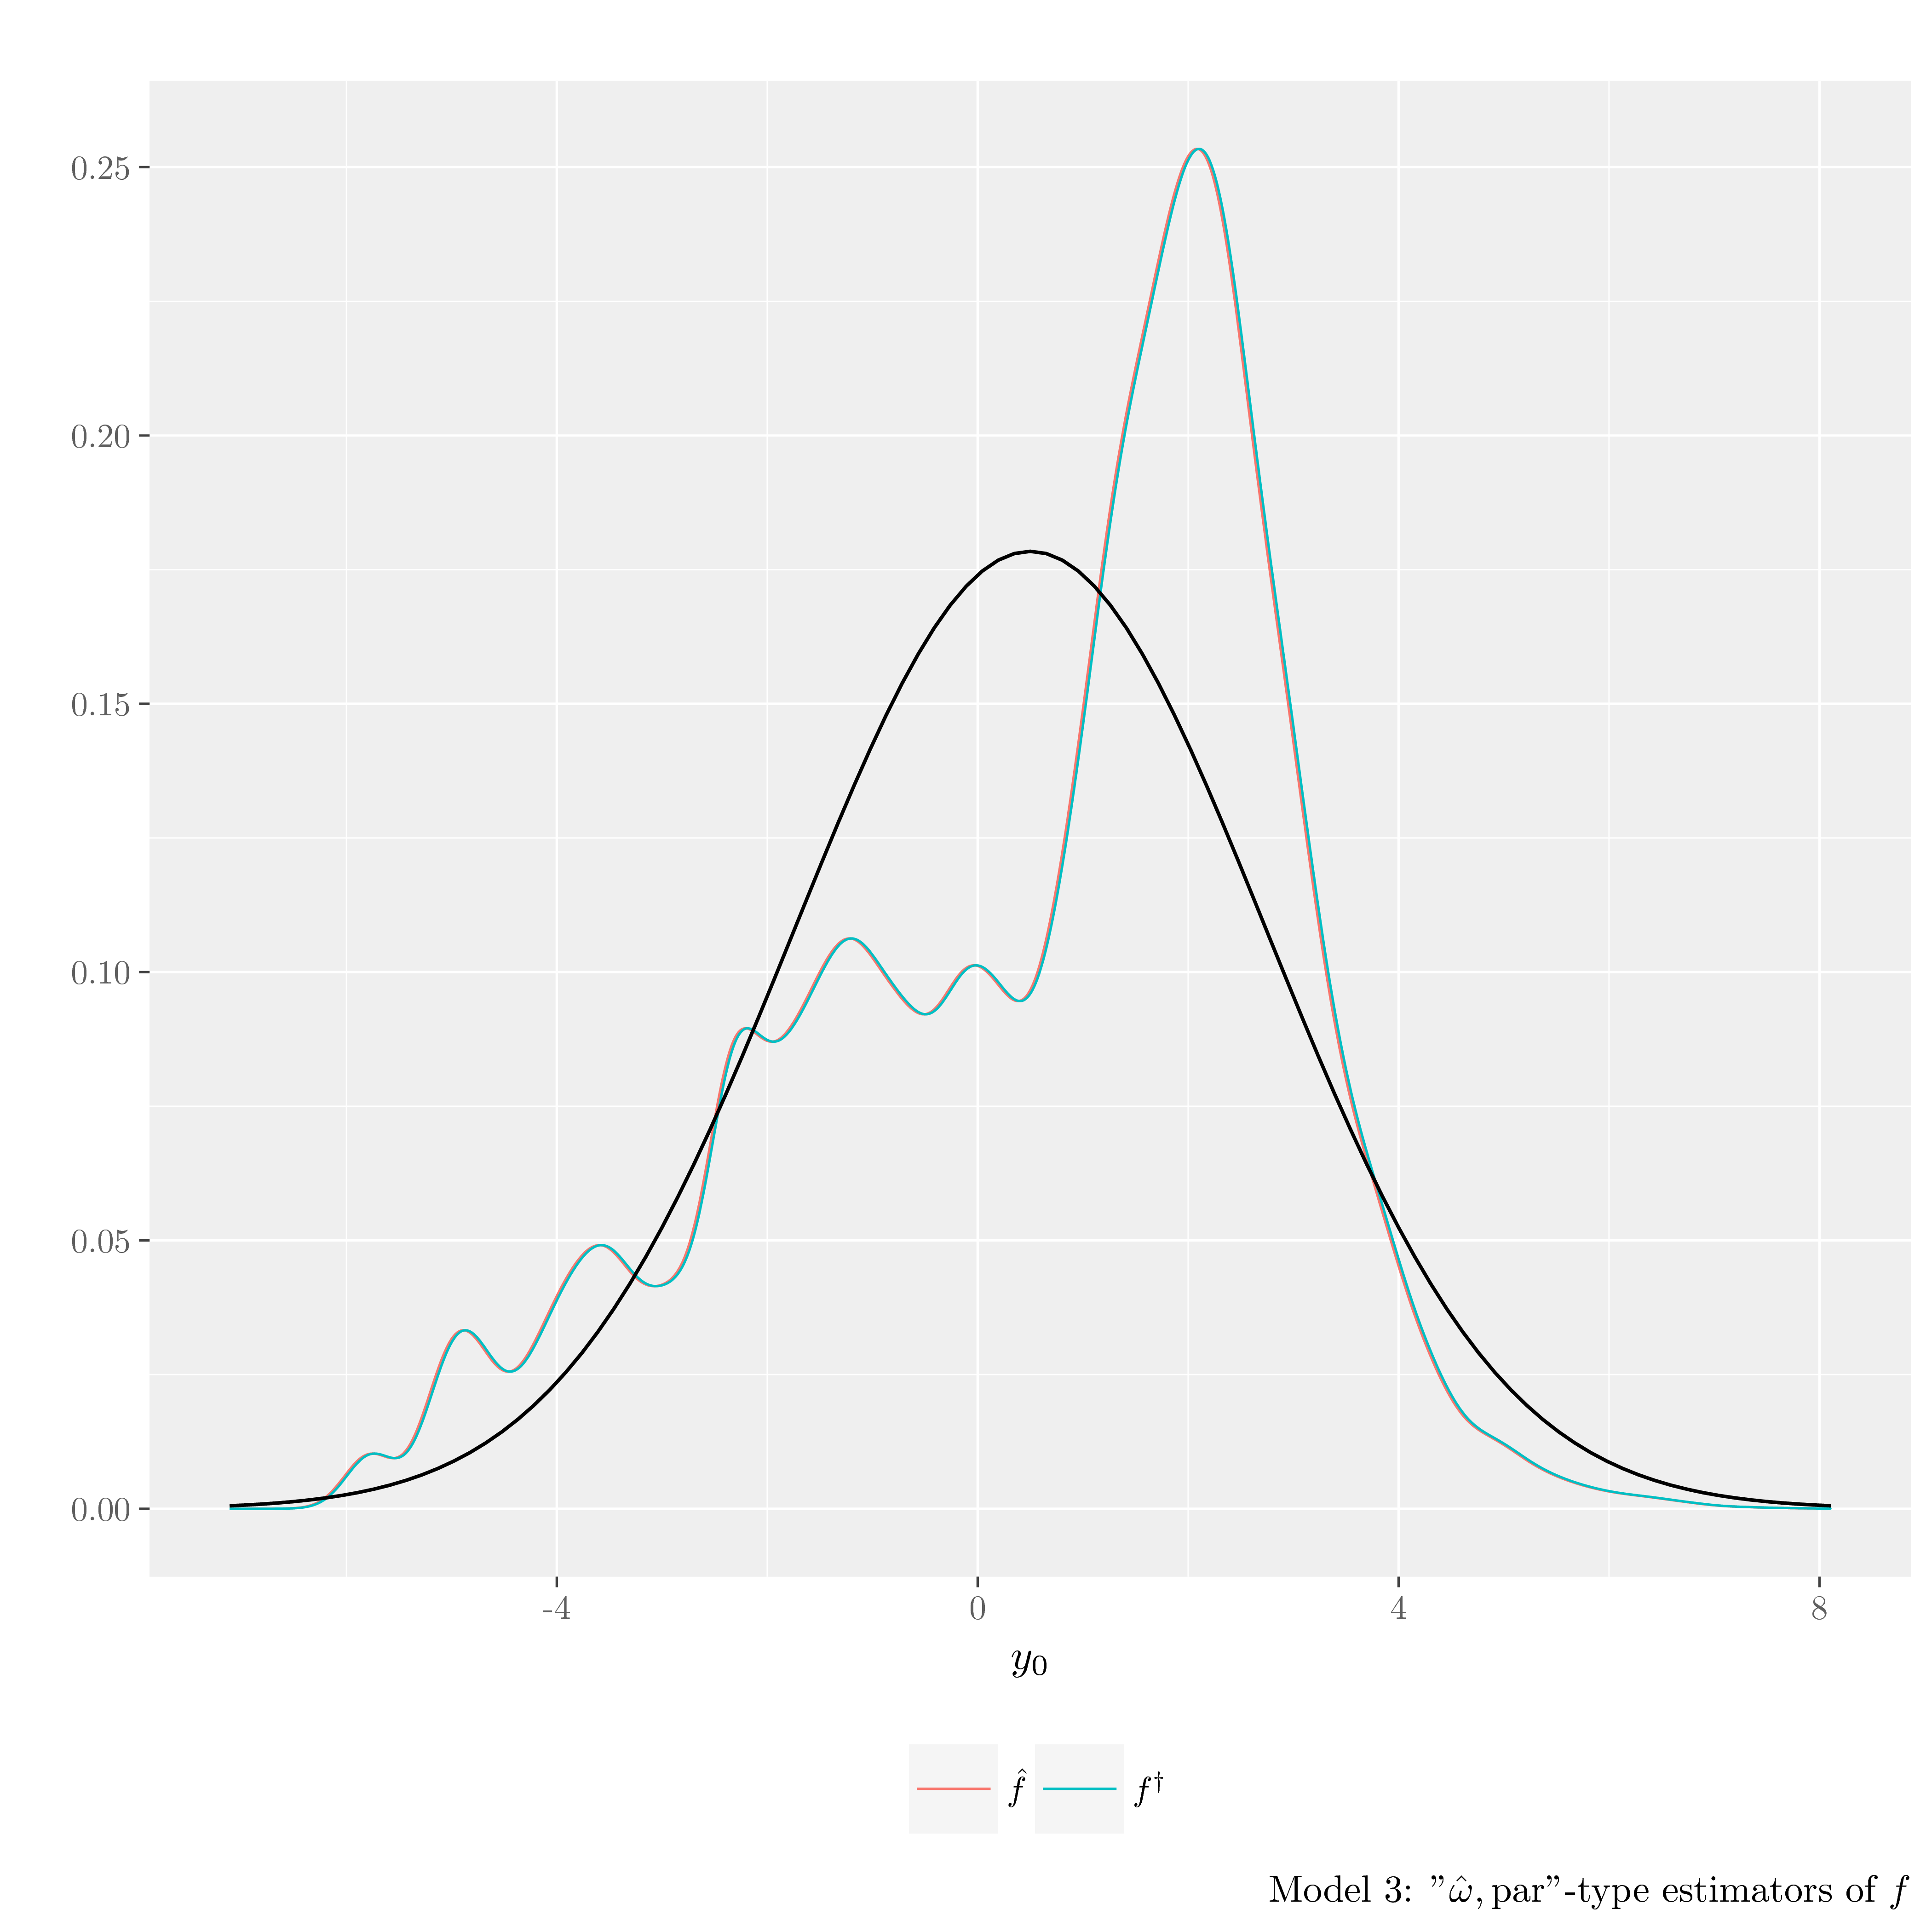 0.25
0.20
0.15
0.10
0.05
0.00
-4 0 4 8
y₀
f̂ f†
Model 3: ”ω̂, par”-type estimators of f